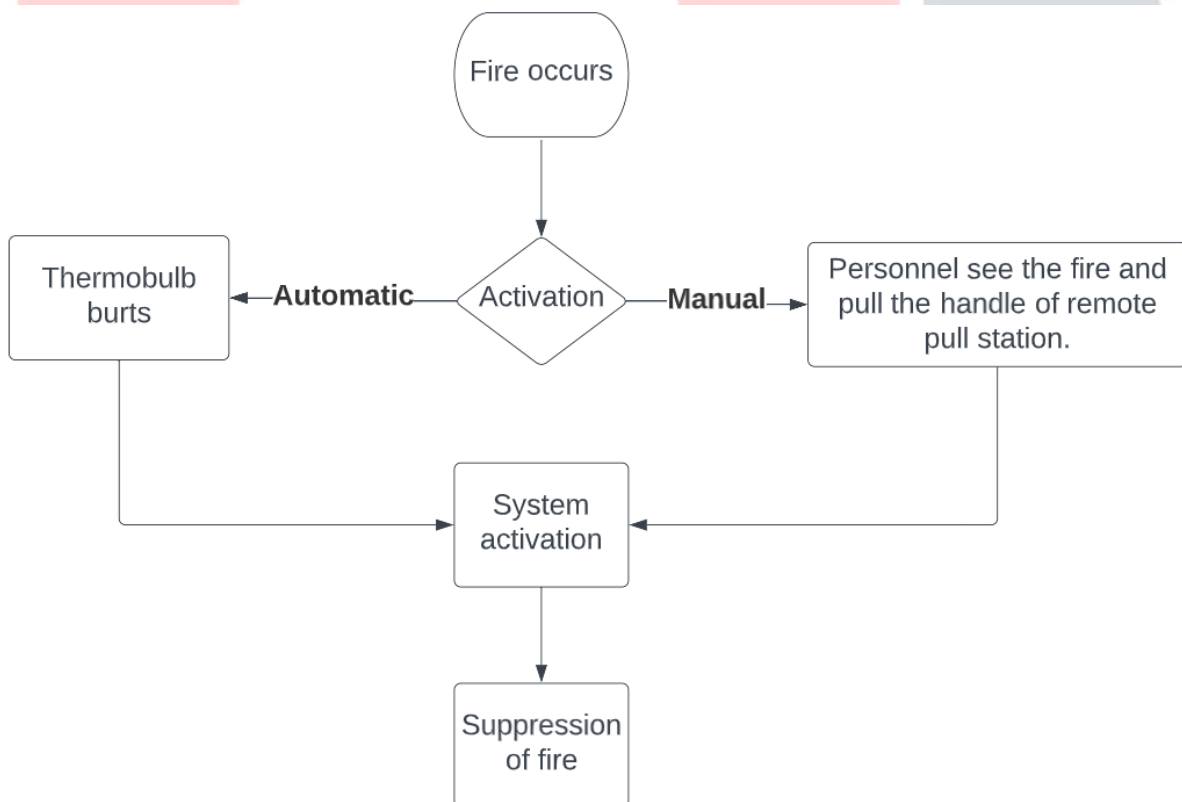 Fire occurs
Thermobulb
burts
Automatic
Activation
Manual
Personnel see the fire and
pull the handle of remote
pull station.
System
activation
Suppression
of fire